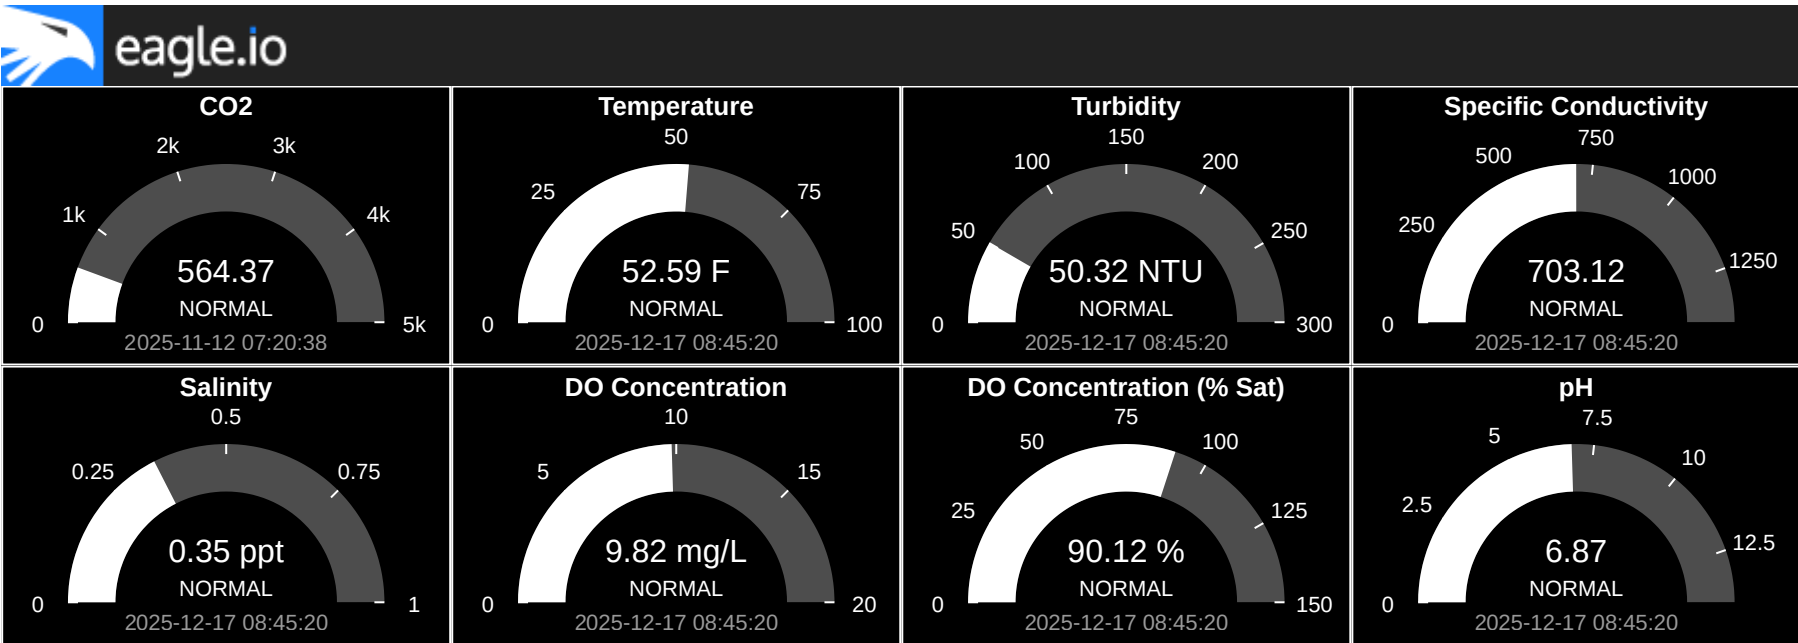 eagle.io
CO2
0
1k
2k
3k
4k
5k
564.37
NORMAL
2025-11-12 07:20:38
Temperature
0
25
50
75
100
52.59 F
NORMAL
2025-12-17 08:45:20
Turbidity
0
50
100
150
200
250
300
50.32 NTU
NORMAL
2025-12-17 08:45:20
Specific Conductivity
0
250
500
750
1000
1250
703.12
NORMAL
2025-12-17 08:45:20
Salinity
0
0.25
0.5
0.75
1
0.35 ppt
NORMAL
2025-12-17 08:45:20
DO Concentration
0
5
10
15
20
9.82 mg/L
NORMAL
2025-12-17 08:45:20
DO Concentration (% Sat)
0
25
50
75
100
125
150
90.12 %
NORMAL
2025-12-17 08:45:20
pH
0
2.5
5
7.5
10
12.5
6.87
NORMAL
2025-12-17 08:45:20